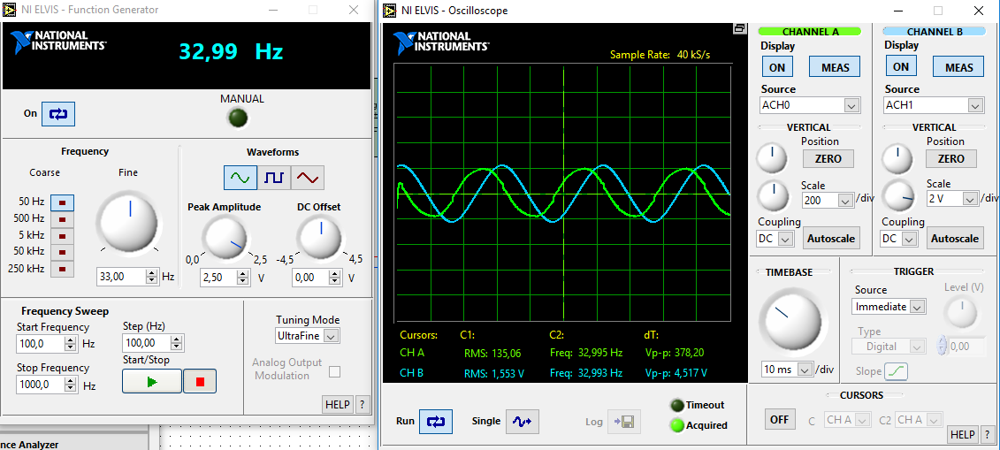 NI ELVIS - Function Generator
NATIONAL
INSTRUMENTS™
32,99 Hz
MANUAL
On
Frequency
Coarse
Fine
50 Hz
500 Hz
5 kHz
50 kHz
250 kHz
33,00 Hz
Waveforms
Peak Amplitude
DC Offset
0,0 2,5
-4,5 4,5
2,50 V
0,00 V
Frequency Sweep
Start Frequency
100,0 Hz
Step (Hz)
100,00
Stop Frequency
1000,0 Hz
Start/Stop
Tuning Mode
UltraFine
Analog Output
Modulation
HELP ?
nce Analyzer
NI ELVIS - Oscilloscope
NATIONAL
INSTRUMENTS™
Sample Rate: 40 kS/s
Cursors: C1: C2: dT:
CH A RMS: 135,06 Freq: 32,995 Hz Vp-p: 378,20
CH B RMS: 1,553 V Freq: 32,993 Hz Vp-p: 4,517 V
Run
Single
Log
Timeout
Acquired
CHANNEL A
Display
ON MEAS
Source
ACH0
VERTICAL
Position
ZERO
Scale
200 /div
Coupling
DC Autoscale
CHANNEL B
Display
ON MEAS
Source
ACH1
VERTICAL
Position
ZERO
Scale
2 V /div
Coupling
DC Autoscale
TIMEBASE
10 ms /div
TRIGGER
Source
Immediate
Level (V)
Type
Digital
0,00
Slope
CURSORS
OFF C CH A C2 CH A
HELP ?